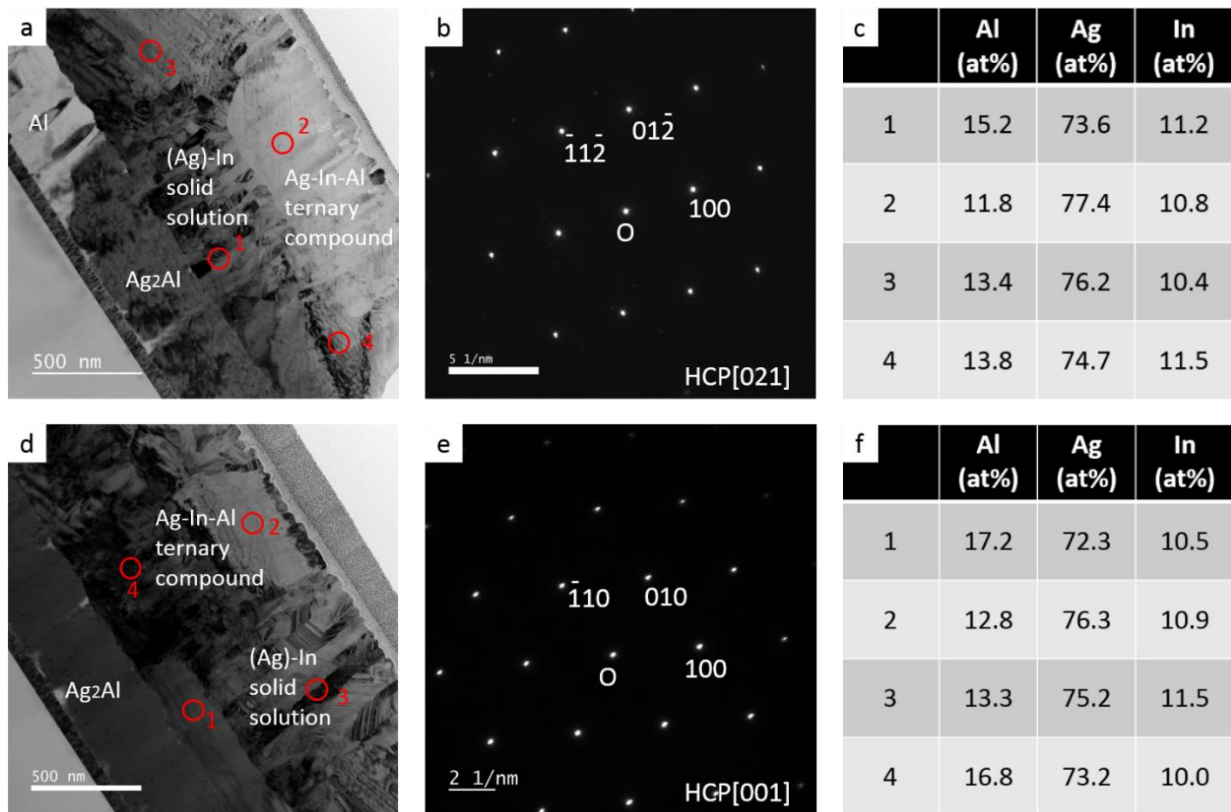 a
3
2
Al
(Ag)-In
solid
solution
Ag-In-Al
ternary
compound
1
Ag₂Al
4
500 nm
b
01̄2̄
1̄12̄
100
O
5 1/nm
HCP[021]
c
Al (at%) Ag (at%) In (at%)
1 15.2 73.6 11.2
2 11.8 77.4 10.8
3 13.4 76.2 10.4
4 13.8 74.7 11.5
d
Ag-In-Al
ternary
compound
2
4
(Ag)-In
solid
solution
3
Ag₂Al
1
500 nm
e
1̄10
010
O
100
2 1/nm
HCP[001]
f
Al (at%) Ag (at%) In (at%)
1 17.2 72.3 10.5
2 12.8 76.3 10.9
3 13.3 75.2 11.5
4 16.8 73.2 10.0